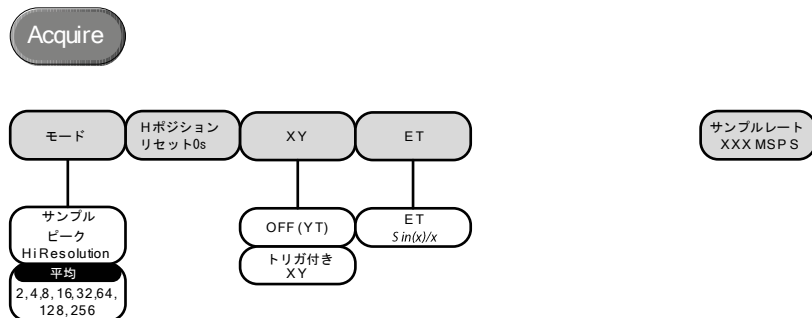 Acquire
モード
Hポジション
リセット0s
XY
ET
サンプルレート
XXX MSPS
サンプル
ピーク
HiResolution
平均
2,4,8,16,32,64,
128,256
OFF(YT)
トリガ付き
XY
ET
Sin(x)/x